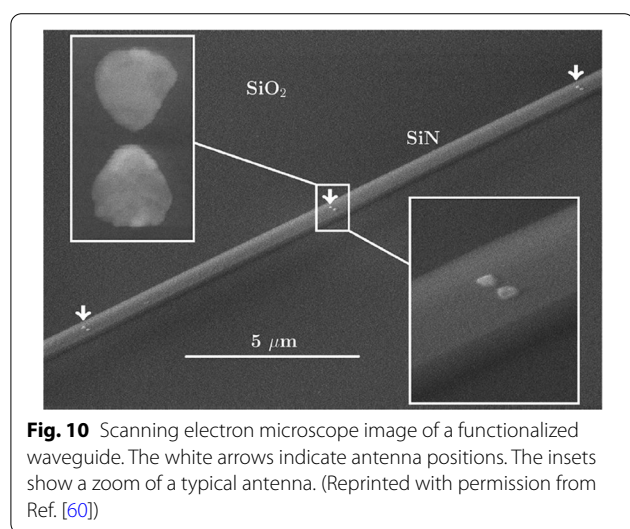 SiO₂
SiN
5 μm
Fig. 10 Scanning electron microscope image of a functionalized
waveguide. The white arrows indicate antenna positions. The insets
show a zoom of a typical antenna. (Reprinted with permission from
Ref. [60])